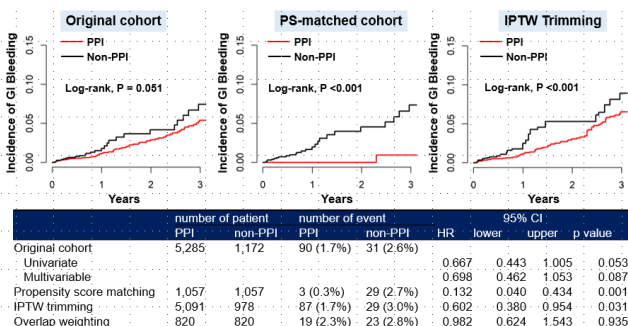 Original cohort
PS-matched cohort
IPTW Trimming
Incidence of GI Bleeding
0.00 0.05 0.10 0.15
PPI
Non-PPI
Log-rank, P = 0.051
0 1 2 3
Years
Incidence of GI Bleeding
0.00 0.05 0.10 0.15
PPI
Non-PPI
Log-rank, P <0.001
0 1 2 3
Years
Incidence of GI Bleeding
0.00 0.05 0.10 0.15
PPI
Non-PPI
Log-rank, P <0.001
0 1 2 3
Years
number of patient number of event 95% CI
PPI non-PPI PPI non-PPI HR lower upper p value
Original cohort 5,285 1,172 90 (1.7%) 31 (2.6%)
Univariate 0.667 0.443 1.005 0.053
Multivariable 0.698 0.462 1.053 0.087
Propensity score matching 1,057 1,057 3 (0.3%) 29 (2.7%) 0.132 0.040 0.434 0.001
IPTW trimming 5,091 978 87 (1.7%) 29 (3.0%) 0.602 0.380 0.954 0.031
Overlap weighting 820 820 19 (2.3%) 23 (2.8%) 0.982 0.624 1.543 0.935